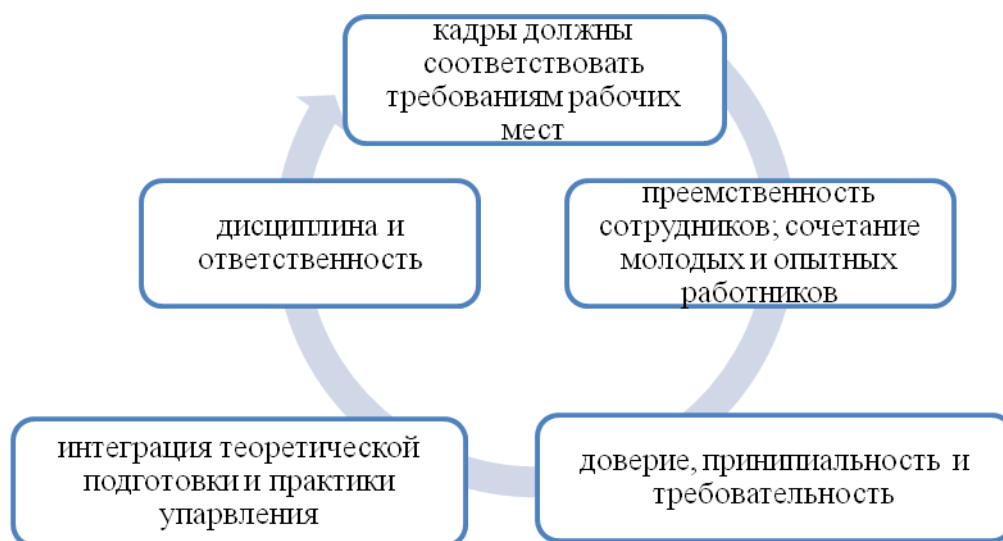 кадры должны
соответствовать
требованиям рабочих
мест
преемственность
сотрудников; сочетание
молодых и опытных
работников
доверие, принипиальность и
требовательность
интеграция теоретической
подготовки и практики
упарвления
дисциплина и
ответственность